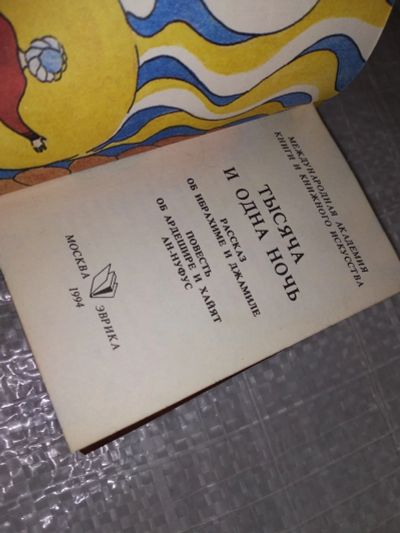 МЕЖДУНАРОДНАЯ АКАДЕМИЯ
КНИГИ И КНИЖНОГО ИСКУССТВА
ТЫСЯЧА
И ОДНА НОЧЬ
РАССКАЗ
ОБ ИБРАХИМЕ И ДЖАМИЛЕ
ПОВЕСТЬ
ОБ АРДЕШИРЕ И ХАЙЯТ
АН-НУФУС
МОСКВА ЭВРИКА
1994